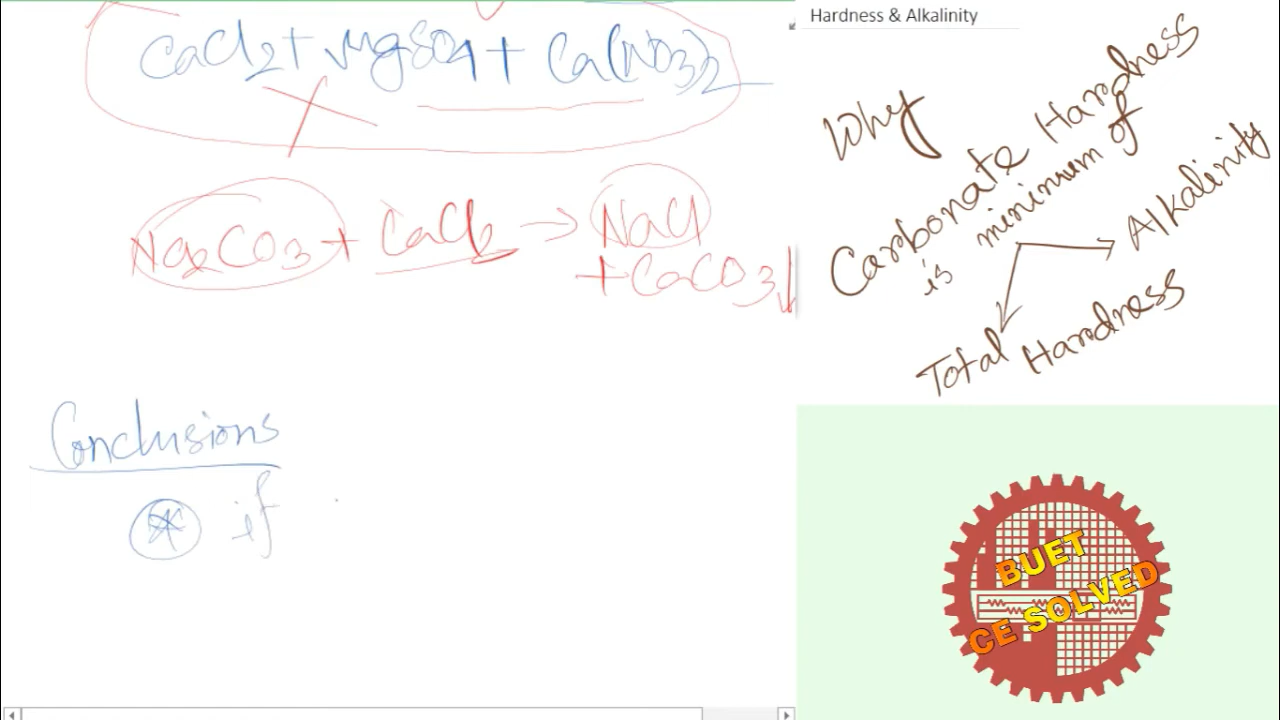 CaCl2 + MgSO4 + Ca(NO3)2
Na2CO3 + CaCl2 → NaCl
+ CaCO3↓
Conclusions
* if
Hardness & Alkalinity
Why
Carbonate Hardness
is minimum of
Alkalinity
Total Hardness
BUET
CE SOLVED